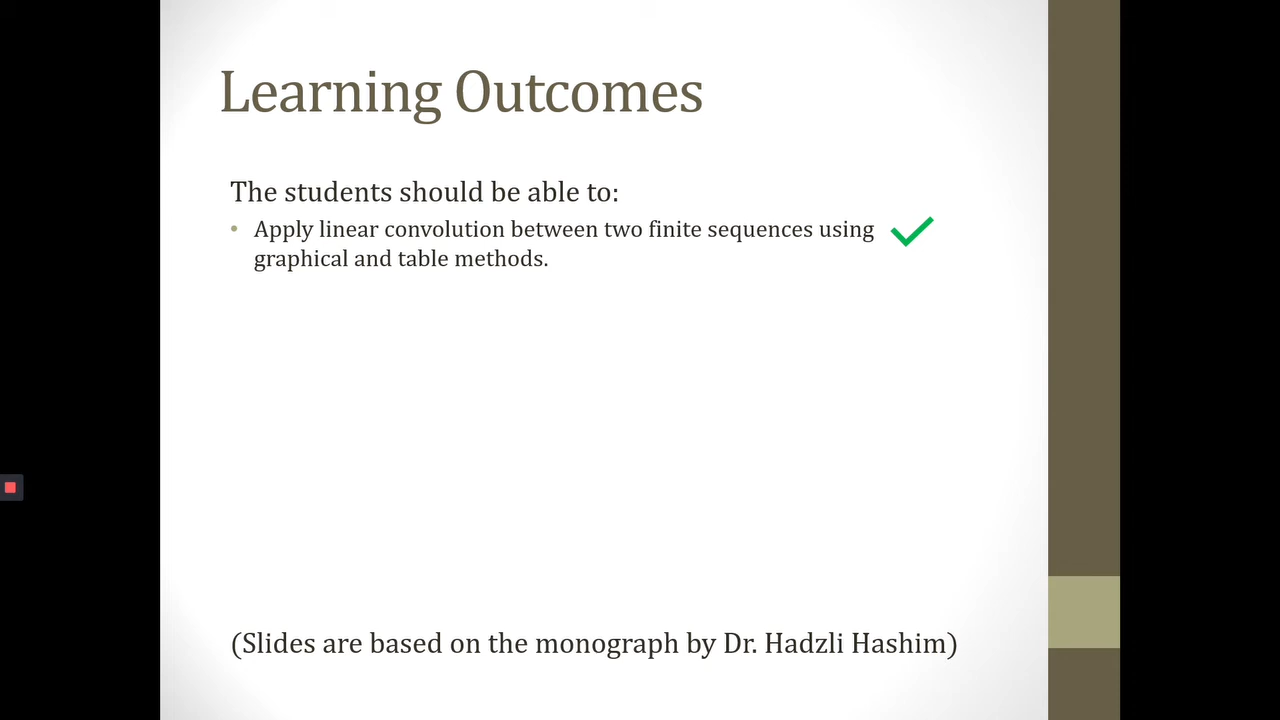 Learning Outcomes
The students should be able to:
• Apply linear convolution between two finite sequences using
graphical and table methods.
(Slides are based on the monograph by Dr. Hadzli Hashim)